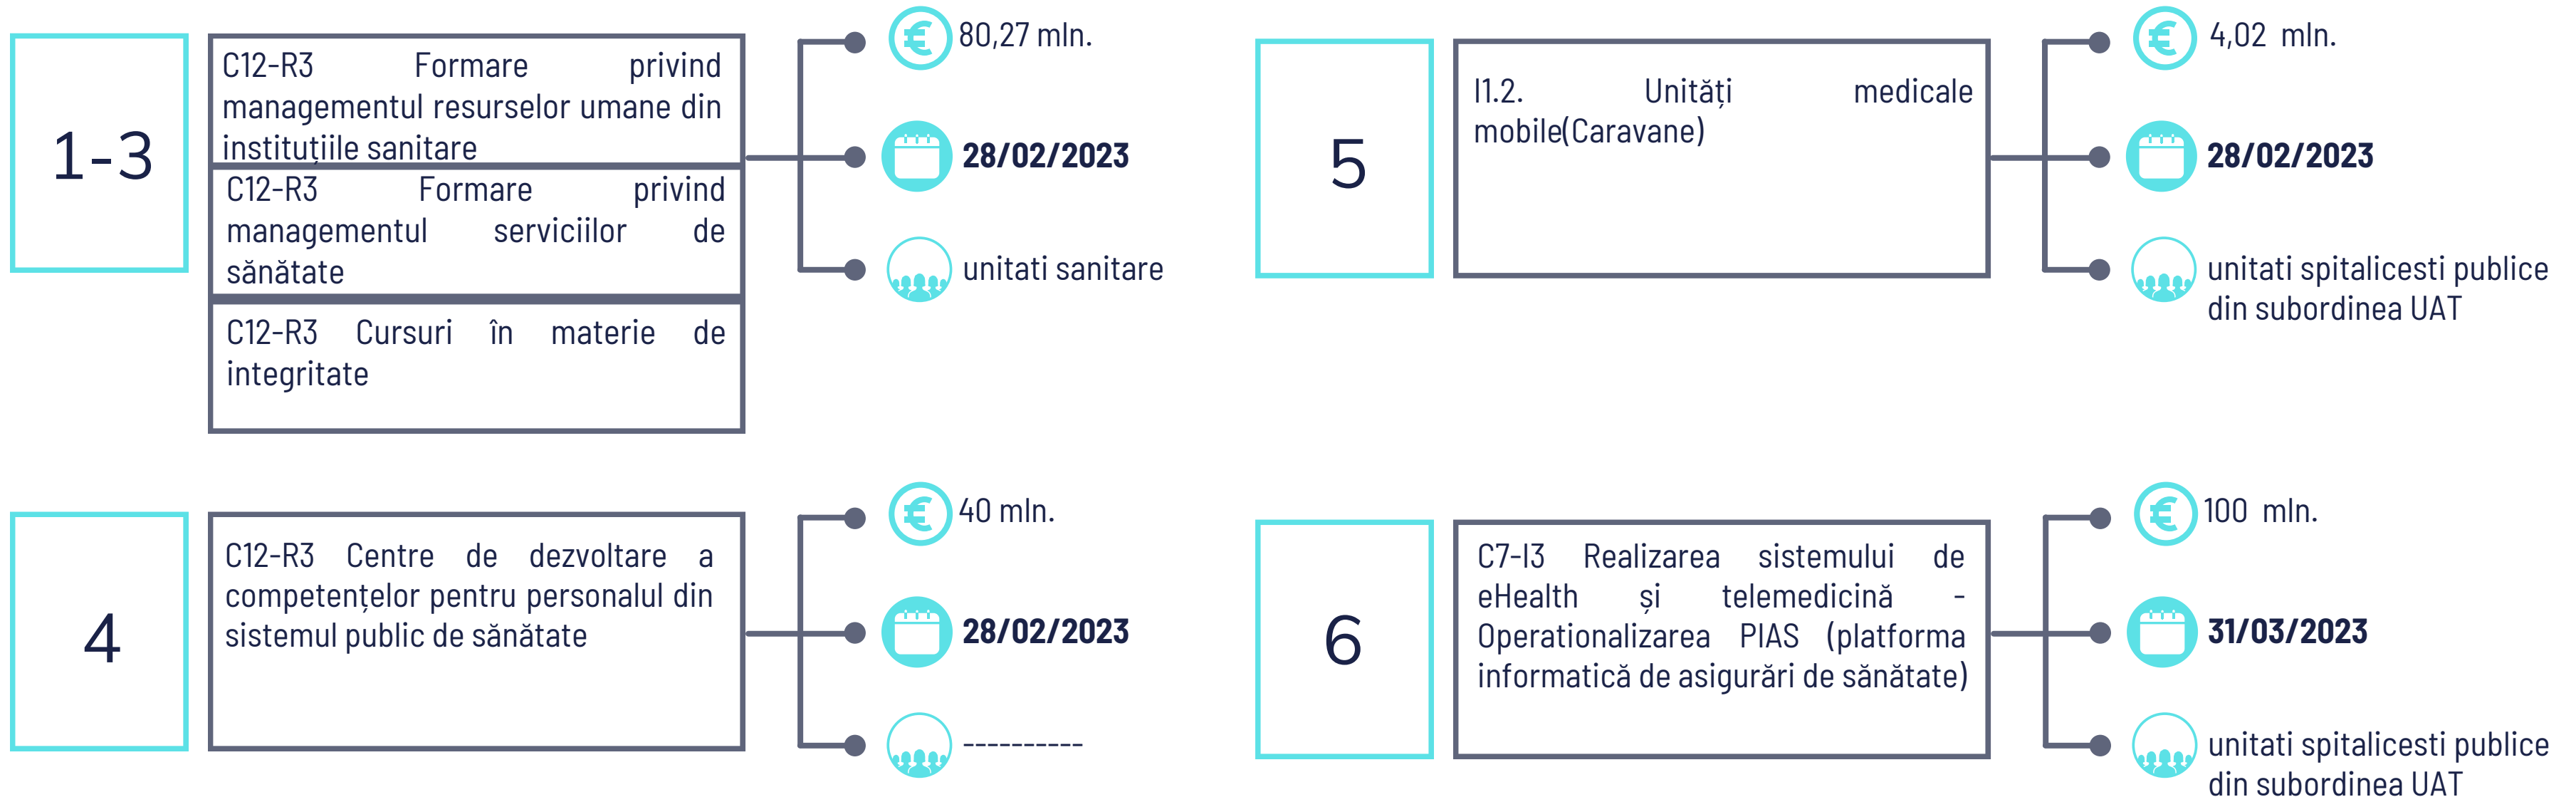 1-3
C12-R3 Formare privind
managementul resurselor umane din
instituțiile sanitare
C12-R3 Formare privind
managementul serviciilor de
sănătate
C12-R3 Cursuri în materie de
integritate
80,27 mln.
28/02/2023
unitati sanitare
5
I1.2. Unități medicale
mobile(Caravane)
4,02 mln.
28/02/2023
unitati spitalicesti publice
din subordinea UAT
4
C12-R3 Centre de dezvoltare a
competențelor pentru personalul din
sistemul public de sănătate
40 mln.
28/02/2023
----------
6
C7-I3 Realizarea sistemului de
eHealth și telemedicină -
Operationalizarea PIAS (platforma
informatică de asigurări de sănătate)
100 mln.
31/03/2023
unitati spitalicesti publice
din subordinea UAT